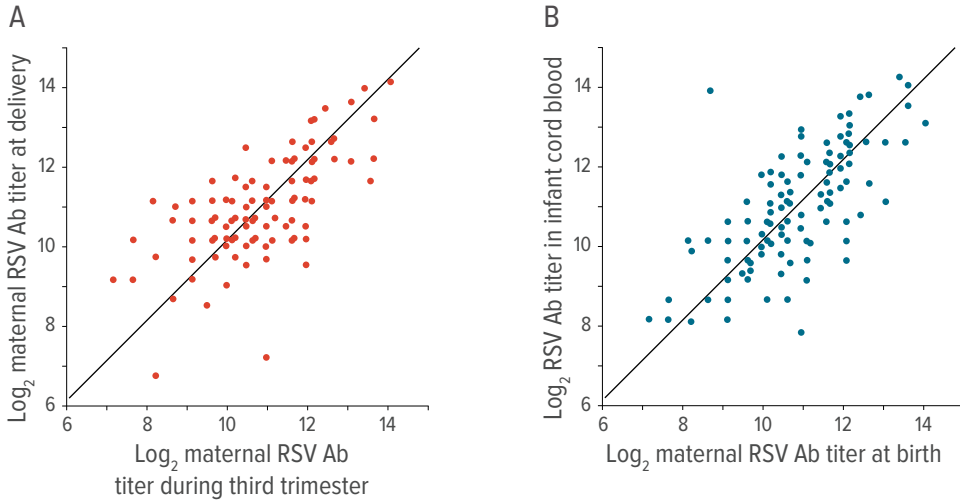 A
Log2 maternal RSV Ab titer at delivery
14
12
10
8
6
6 8 10 12 14
Log2 maternal RSV Ab
titer during third trimester
B
Log2 RSV Ab titer in infant cord blood
14
12
10
8
6
6 8 10 12 14
Log2 maternal RSV Ab titer at birth